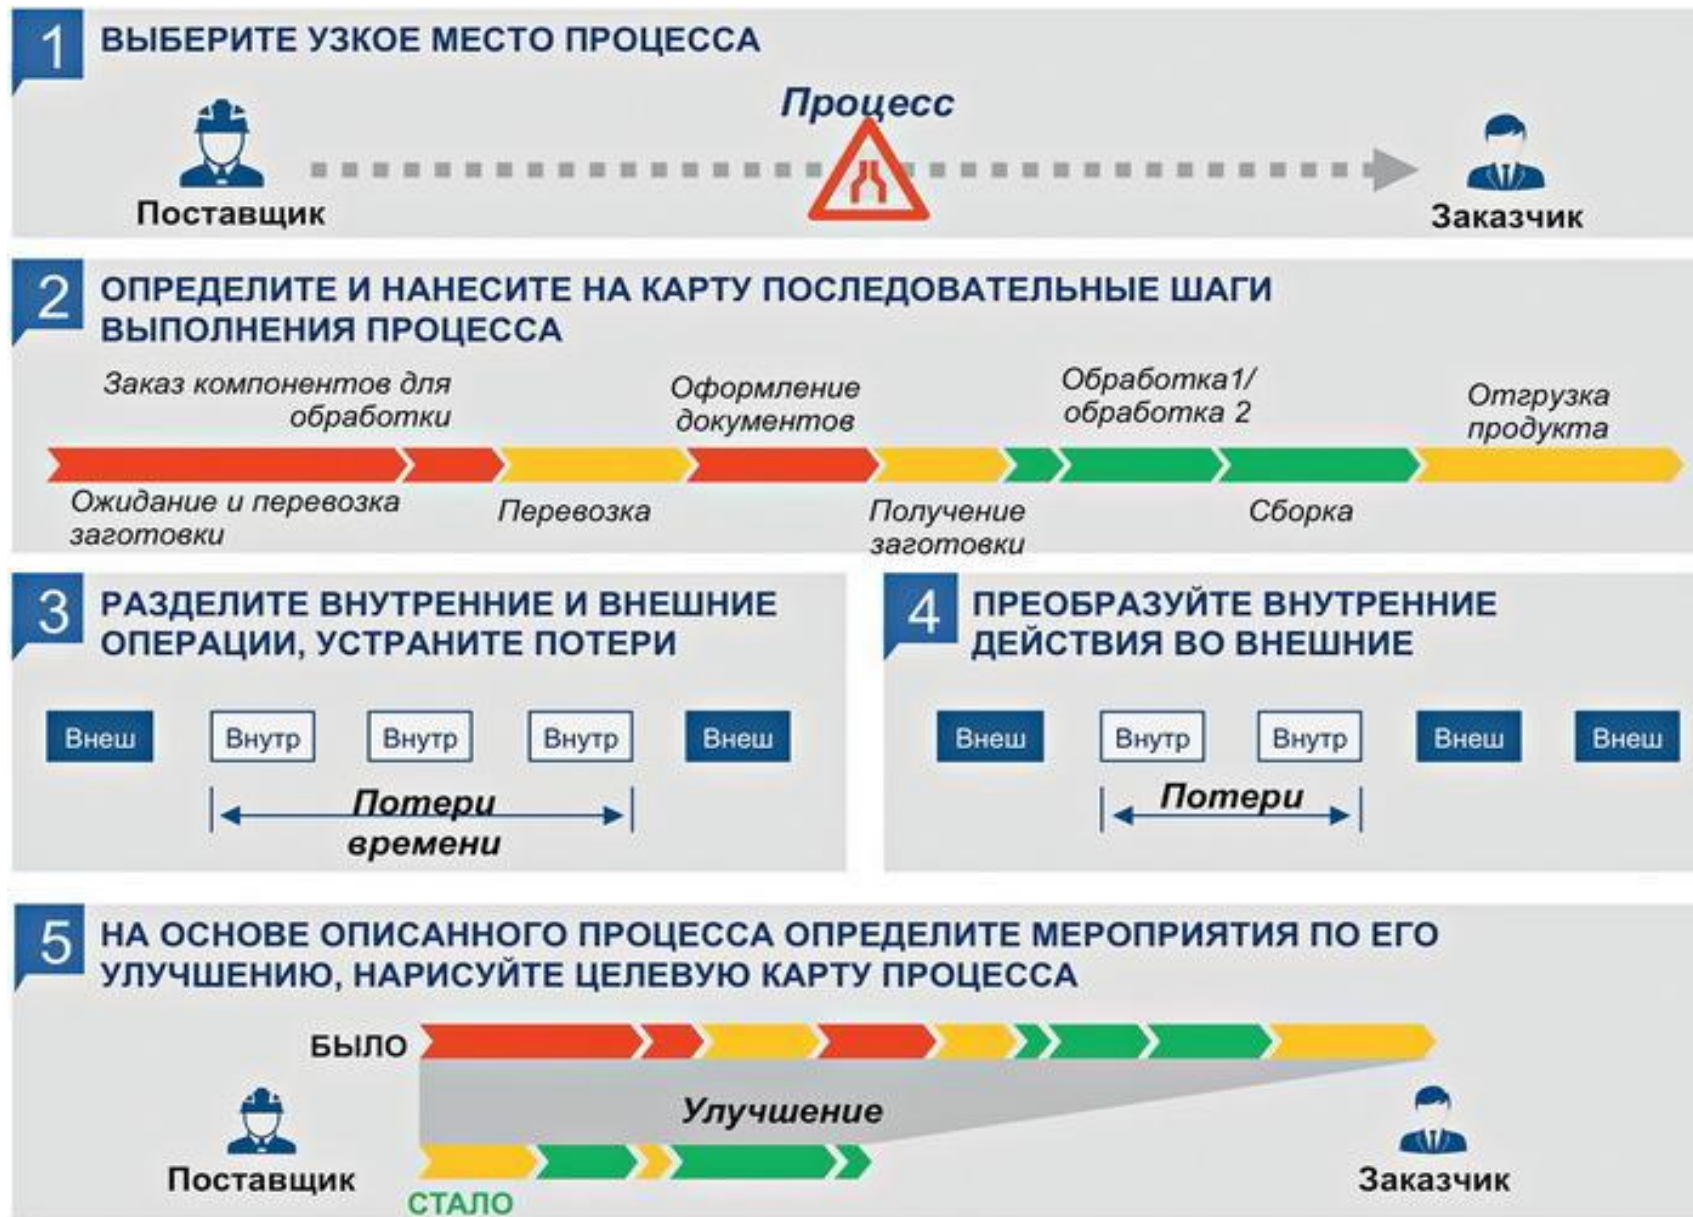 1
ВЫБЕРИТЕ УЗКОЕ МЕСТО ПРОЦЕССА
Процесс
Поставщик
Заказчик
2
ОПРЕДЕЛИТЕ И НАНЕСИТЕ НА КАРТУ ПОСЛЕДОВАТЕЛЬНЫЕ ШАГИ
ВЫПОЛНЕНИЯ ПРОЦЕССА
Заказ компонентов для
обработки
Оформление
документов
Обработка1/
обработка 2
Отгрузка
продукта
Ожидание и перевозка
заготовки
Перевозка
Получение
заготовки
Сборка
3
РАЗДЕЛИТЕ ВНУТРЕННИЕ И ВНЕШНИЕ
ОПЕРАЦИИ, УСТРАНИТЕ ПОТЕРИ
Внеш
Внутр
Внутр
Внутр
Внеш
Потери
времени
4
ПРЕОБРАЗУЙТЕ ВНУТРЕННИЕ
ДЕЙСТВИЯ ВО ВНЕШНИЕ
Внеш
Внутр
Внутр
Внеш
Внеш
Потери
5
НА ОСНОВЕ ОПИСАННОГО ПРОЦЕССА ОПРЕДЕЛИТЕ МЕРОПРИЯТИЯ ПО ЕГО
УЛУЧШЕНИЮ, НАРИСУЙТЕ ЦЕЛЕВУЮ КАРТУ ПРОЦЕССА
БЫЛО
Улучшение
Поставщик
Заказчик
СТАЛО